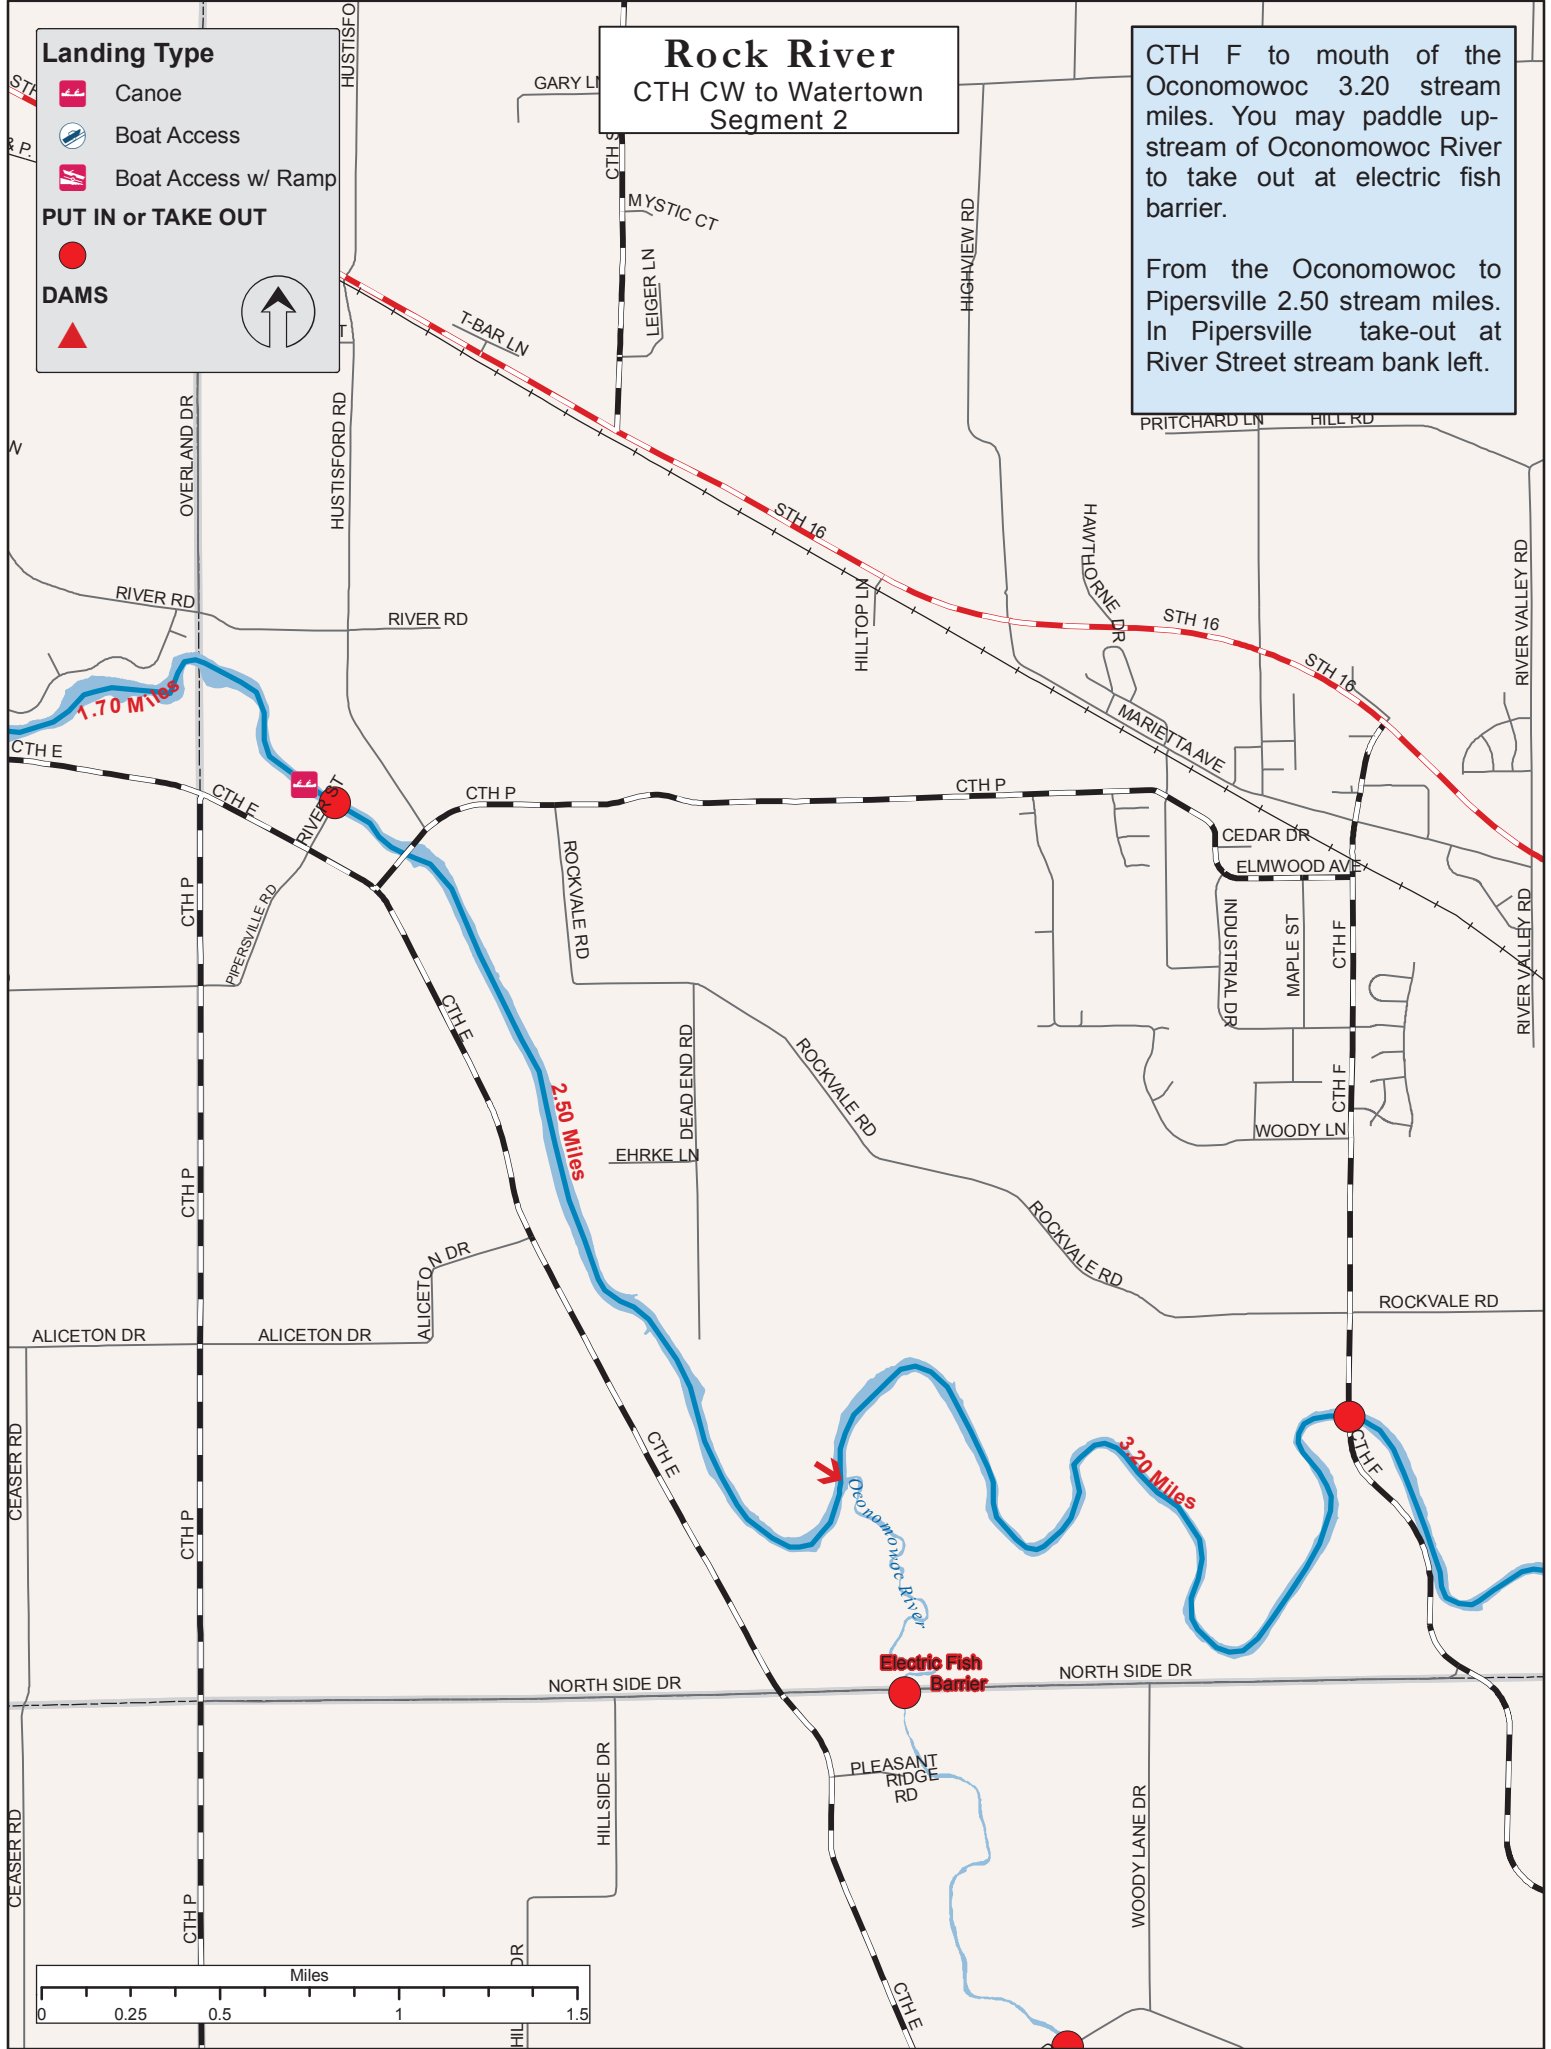 Landing Type
Canoe
Boat Access
Boat Access w/ Ramp
PUT IN or TAKE OUT
DAMS
Rock River
CTH CW to Watertown
Segment 2
CTH F to mouth of the
Oconomowoc 3.20 stream
miles. You may paddle up-
stream of Oconomowoc River
to take out at electric fish
barrier.
From the Oconomowoc to
Pipersville 2.50 stream miles.
In Pipersville take-out at
River Street stream bank left.
STH
& P.
HUSTISFO
GARY LN
CTH S
MYSTIC CT
LEIGER LN
HIGHVIEW RD
T
T-BAR LN
OVERLAND DR
HUSTISFORD RD
N
PRITCHARD LN
HILL RD
STH 16
HAWTHORNE DR
HILLTOP LN
STH 16
STH 16
RIVER VALLEY RD
RIVER RD
RIVER RD
1.70 Miles
CTH E
CTH E
RIVER ST
CTH P
CTH P
MARIETTA AVE
CEDAR DR
ELMWOOD AVE
CTH P
PIPERSVILLE RD
ROCKVALE RD
INDUSTRIAL DR
MAPLE ST
CTH F
RIVER VALLEY RD
CTH E
DEAD END RD
ROCKVALE RD
CTH F
2.50 Miles
WOODY LN
EHRKE LN
CTH P
ROCKVALE RD
ALICETON DR
ROCKVALE RD
ALICETON DR
ALICETON DR
CEASER RD
CTH E
3.20 Miles
CTH F
CTH P
Oconomowoc River
Electric Fish
Barrier
NORTH SIDE DR
NORTH SIDE DR
PLEASANT
RIDGE
RD
HILLSIDE DR
WOODY LANE DR
CEASER RD
CTH P
HIL
DR
CTH E
Miles
0 0.25 0.5 1 1.5